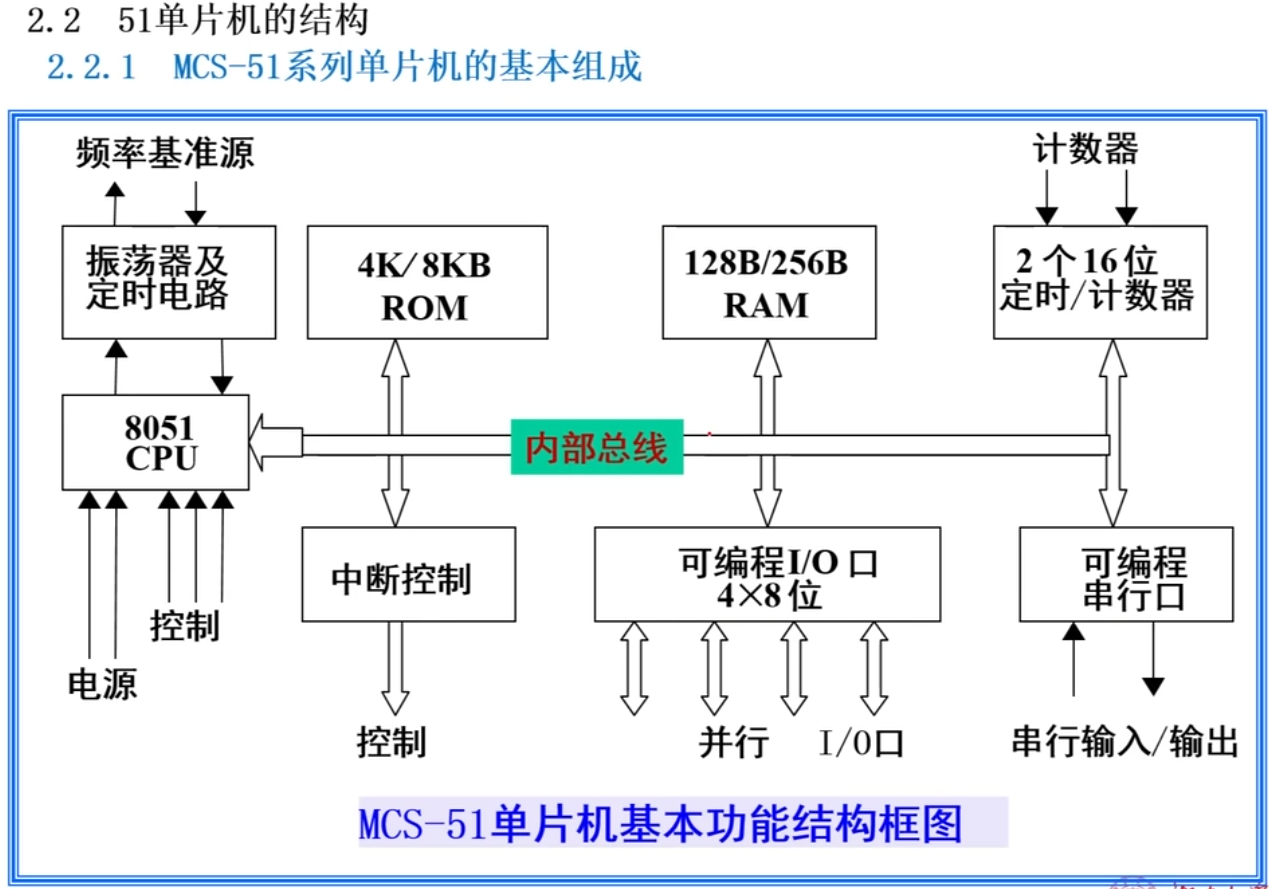 2.2 51单片机的结构
2.2.1 MCS-51系列单片机的基本组成
频率基准源
计数器
振荡器及
定时电路
4K/8KB
ROM
128B/256B
RAM
2个16位
定时/计数器
8051
CPU
内部总线
中断控制
可编程I/O口
4×8位
可编程
串行口
控制
电源
控制
并行 I/O口
串行输入/输出
MCS-51单片机基本功能结构框图